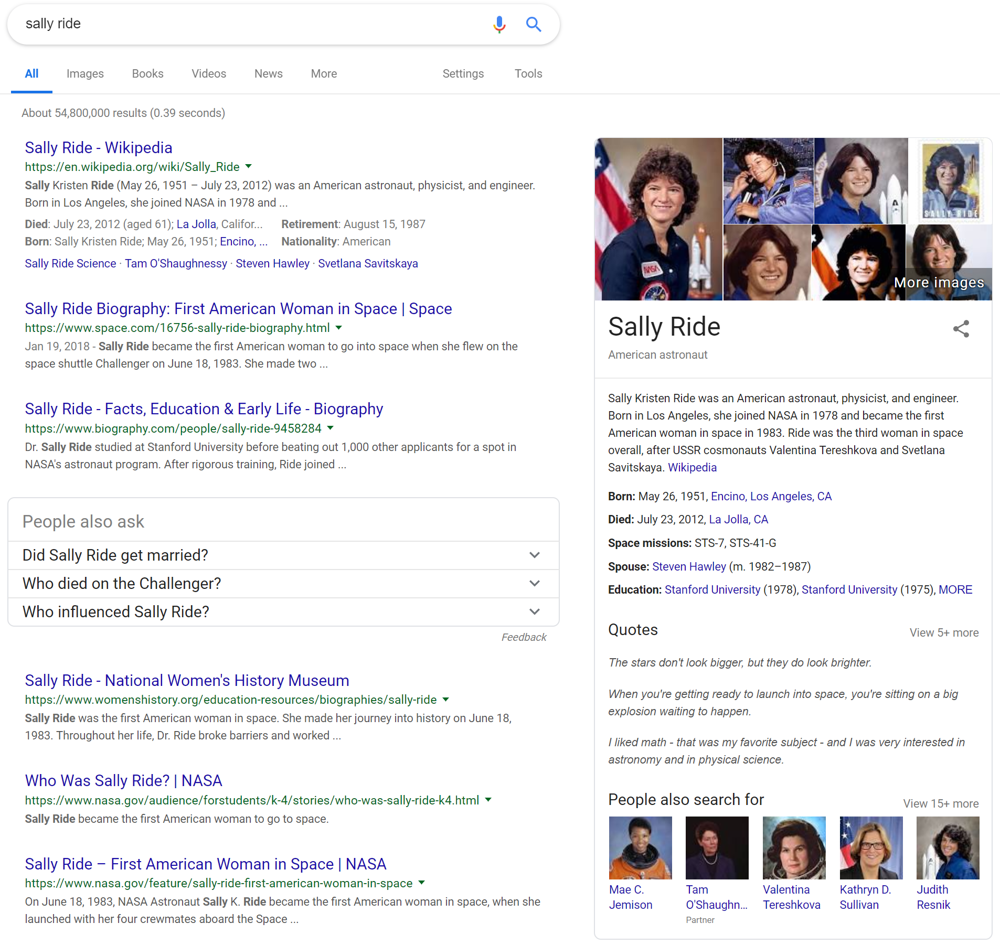 sally ride
All Images Books Videos News More Settings Tools
About 54,800,000 results (0.39 seconds)
Sally Ride - Wikipedia
https://en.wikipedia.org/wiki/Sally_Ride
Sally Kristen Ride (May 26, 1951 – July 23, 2012) was an American astronaut, physicist, and engineer.
Born in Los Angeles, she joined NASA in 1978 and ...
Died: July 23, 2012 (aged 61); La Jolla, Califor... Retirement: August 15, 1987
Born: Sally Kristen Ride; May 26, 1951; Encino, ... Nationality: American
Sally Ride Science · Tam O'Shaughnessy · Steven Hawley · Svetlana Savitskaya
Sally Ride Biography: First American Woman in Space | Space
https://www.space.com/16756-sally-ride-biography.html
Jan 19, 2018 - Sally Ride became the first American woman to go into space when she flew on the
space shuttle Challenger on June 18, 1983. She made two ...
Sally Ride - Facts, Education & Early Life - Biography
https://www.biography.com/people/sally-ride-9458284
Dr. Sally Ride studied at Stanford University before beating out 1,000 other applicants for a spot in
NASA's astronaut program. After rigorous training, Ride joined ...
People also ask
Did Sally Ride get married?
Who died on the Challenger?
Who influenced Sally Ride?
Feedback
Sally Ride - National Women's History Museum
https://www.womenshistory.org/education-resources/biographies/sally-ride
Sally Ride was the first American woman in space. She made her journey into history on June 18,
1983. Throughout her life, Dr. Ride broke barriers and worked ...
Who Was Sally Ride? | NASA
https://www.nasa.gov/audience/forstudents/k-4/stories/who-was-sally-ride-k4.html
Sally Ride became the first American woman to go to space.
Sally Ride – First American Woman in Space | NASA
https://www.nasa.gov/feature/sally-ride-first-american-woman-in-space
On June 18, 1983, NASA Astronaut Sally K. Ride became the first American woman in space, when she
launched with her four crewmates aboard the Space ...
SALLY RIDE
NASA
More images
Sally Ride
American astronaut
Sally Kristen Ride was an American astronaut, physicist, and engineer.
Born in Los Angeles, she joined NASA in 1978 and became the first
American woman in space in 1983. Ride was the third woman in space
overall, after USSR cosmonauts Valentina Tereshkova and Svetlana
Savitskaya. Wikipedia
Born: May 26, 1951, Encino, Los Angeles, CA
Died: July 23, 2012, La Jolla, CA
Space missions: STS-7, STS-41-G
Spouse: Steven Hawley (m. 1982–1987)
Education: Stanford University (1978), Stanford University (1975), MORE
Quotes View 5+ more
The stars don't look bigger, but they do look brighter.
When you're getting ready to launch into space, you're sitting on a big
explosion waiting to happen.
I liked math - that was my favorite subject - and I was very interested in
astronomy and in physical science.
People also search for View 15+ more
Mae C. Jemison
Tam O'Shaughn...
Partner
Valentina Tereshkova
Kathryn D. Sullivan
Judith Resnik